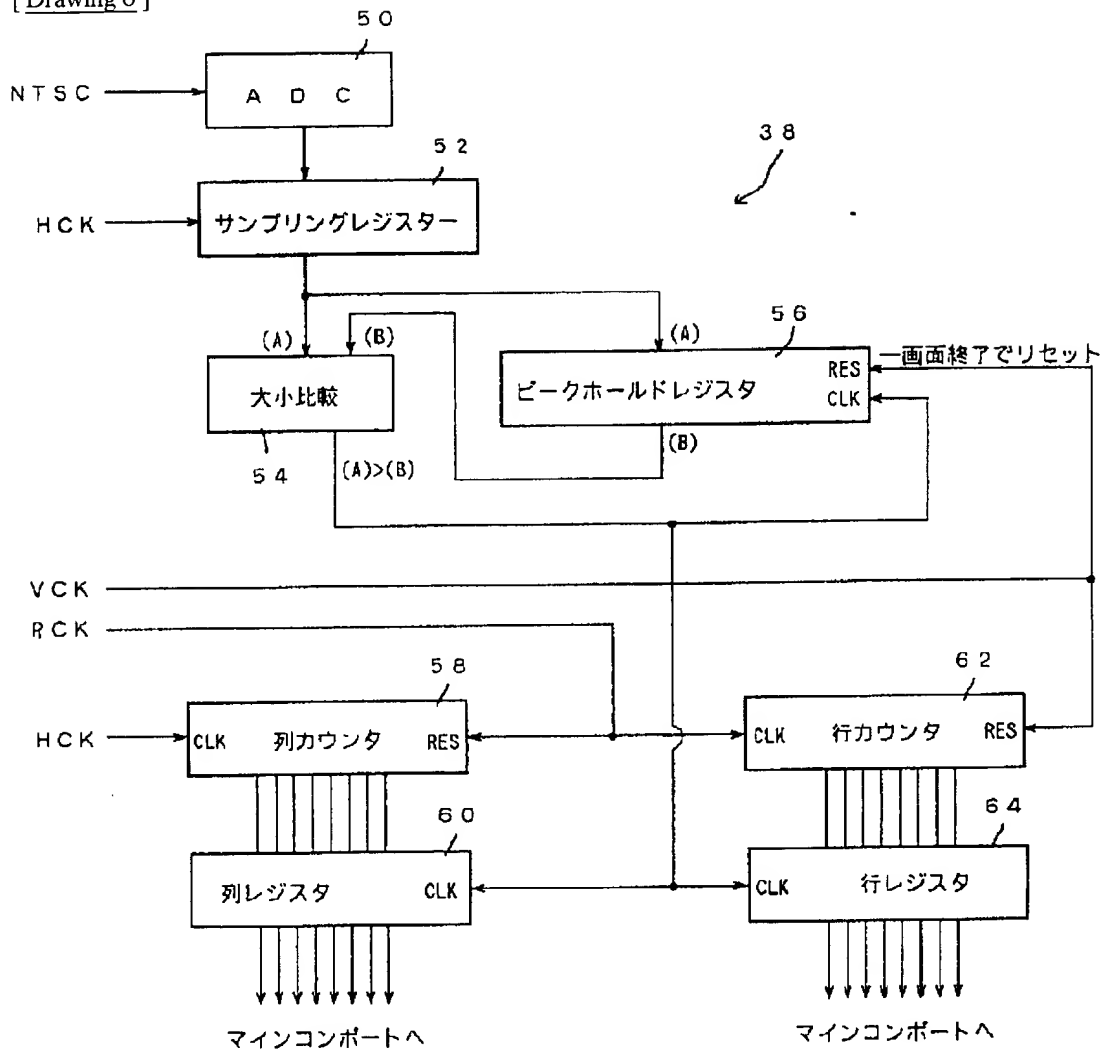 [Drawing 6]
50
NTSC
ADC
52
38
HCK
サンプリングレジスター
56
(A)
(B)
(A)
一画面終了でリセット
RES
大小比較
ピークホールドレジスタ
CLK
54
(A)>(B)
(B)
VCK
RCK
58
62
HCK
CLK 列カウンタ RES
CLK 行カウンタ RES
60
64
列レジスタ CLK
CLK 行レジスタ
マインコンポートへ
マインコンポートへ